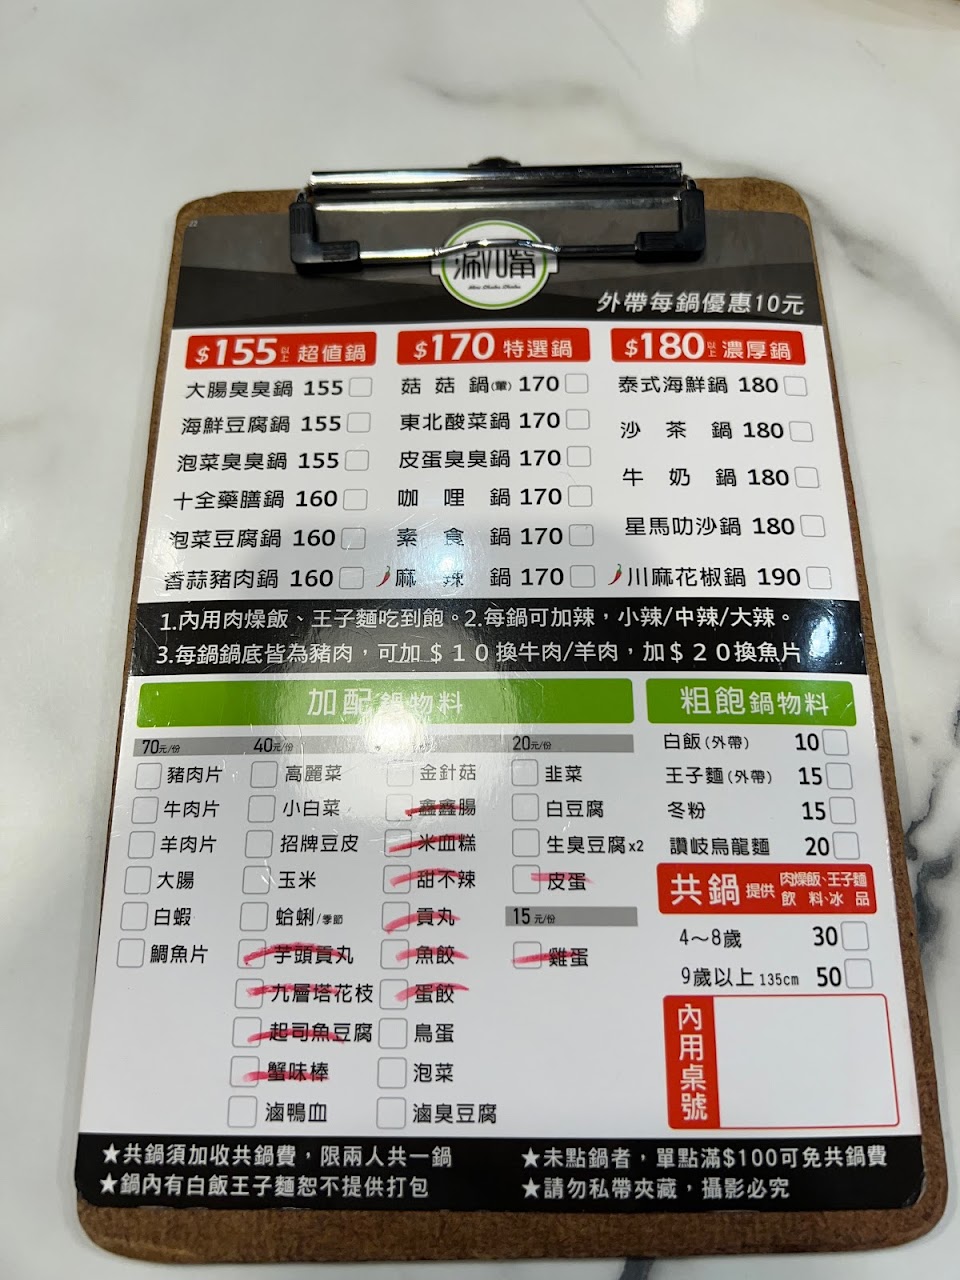 涮嘴
外帶每鍋優惠10元
$155以上 超值鍋
大腸臭臭鍋 155
海鮮豆腐鍋 155
泡菜臭臭鍋 155
十全藥膳鍋 160
泡菜豆腐鍋 160
香蒜豬肉鍋 160
$170 特選鍋
菇菇鍋(葷) 170
東北酸菜鍋 170
皮蛋臭臭鍋 170
咖哩鍋 170
素食鍋 170
麻辣鍋 170
$180以上 濃厚鍋
泰式海鮮鍋 180
沙茶鍋 180
牛奶鍋 180
星馬叻沙鍋 180
川麻花椒鍋 190
1.內用肉燥飯、王子麵吃到飽。2.每鍋可加辣,小辣/中辣/大辣。
3.每鍋鍋底皆為豬肉,可加$10換牛肉/羊肉,加$20換魚片
加配鍋物料
70元/份
豬肉片
牛肉片
羊肉片
大腸
白蝦
鯛魚片
40元/份
高麗菜
小白菜
招牌豆皮
玉米
蛤蜊/季節
芋頭貢丸
九層塔花枝
起司魚豆腐
蟹味棒
滷鴨血
金針菇
鑫鑫腸
米血糕
甜不辣
貢丸
魚餃
蛋餃
鳥蛋
泡菜
滷臭豆腐
20元/份
韭菜
白豆腐
生臭豆腐x2
皮蛋
15元/份
雞蛋
粗飽鍋物料
白飯(外帶) 10
王子麵(外帶) 15
冬粉 15
讚岐烏龍麵 20
共鍋 提供 肉燥飯、王子麵
飲料、冰品
4～8歲 30
9歲以上135cm 50
內用桌號
★共鍋須加收共鍋費,限兩人共一鍋
★鍋內有白飯王子麵恕不提供打包
★未點鍋者,單點滿$100可免共鍋費
★請勿私帶夾藏,攝影必究